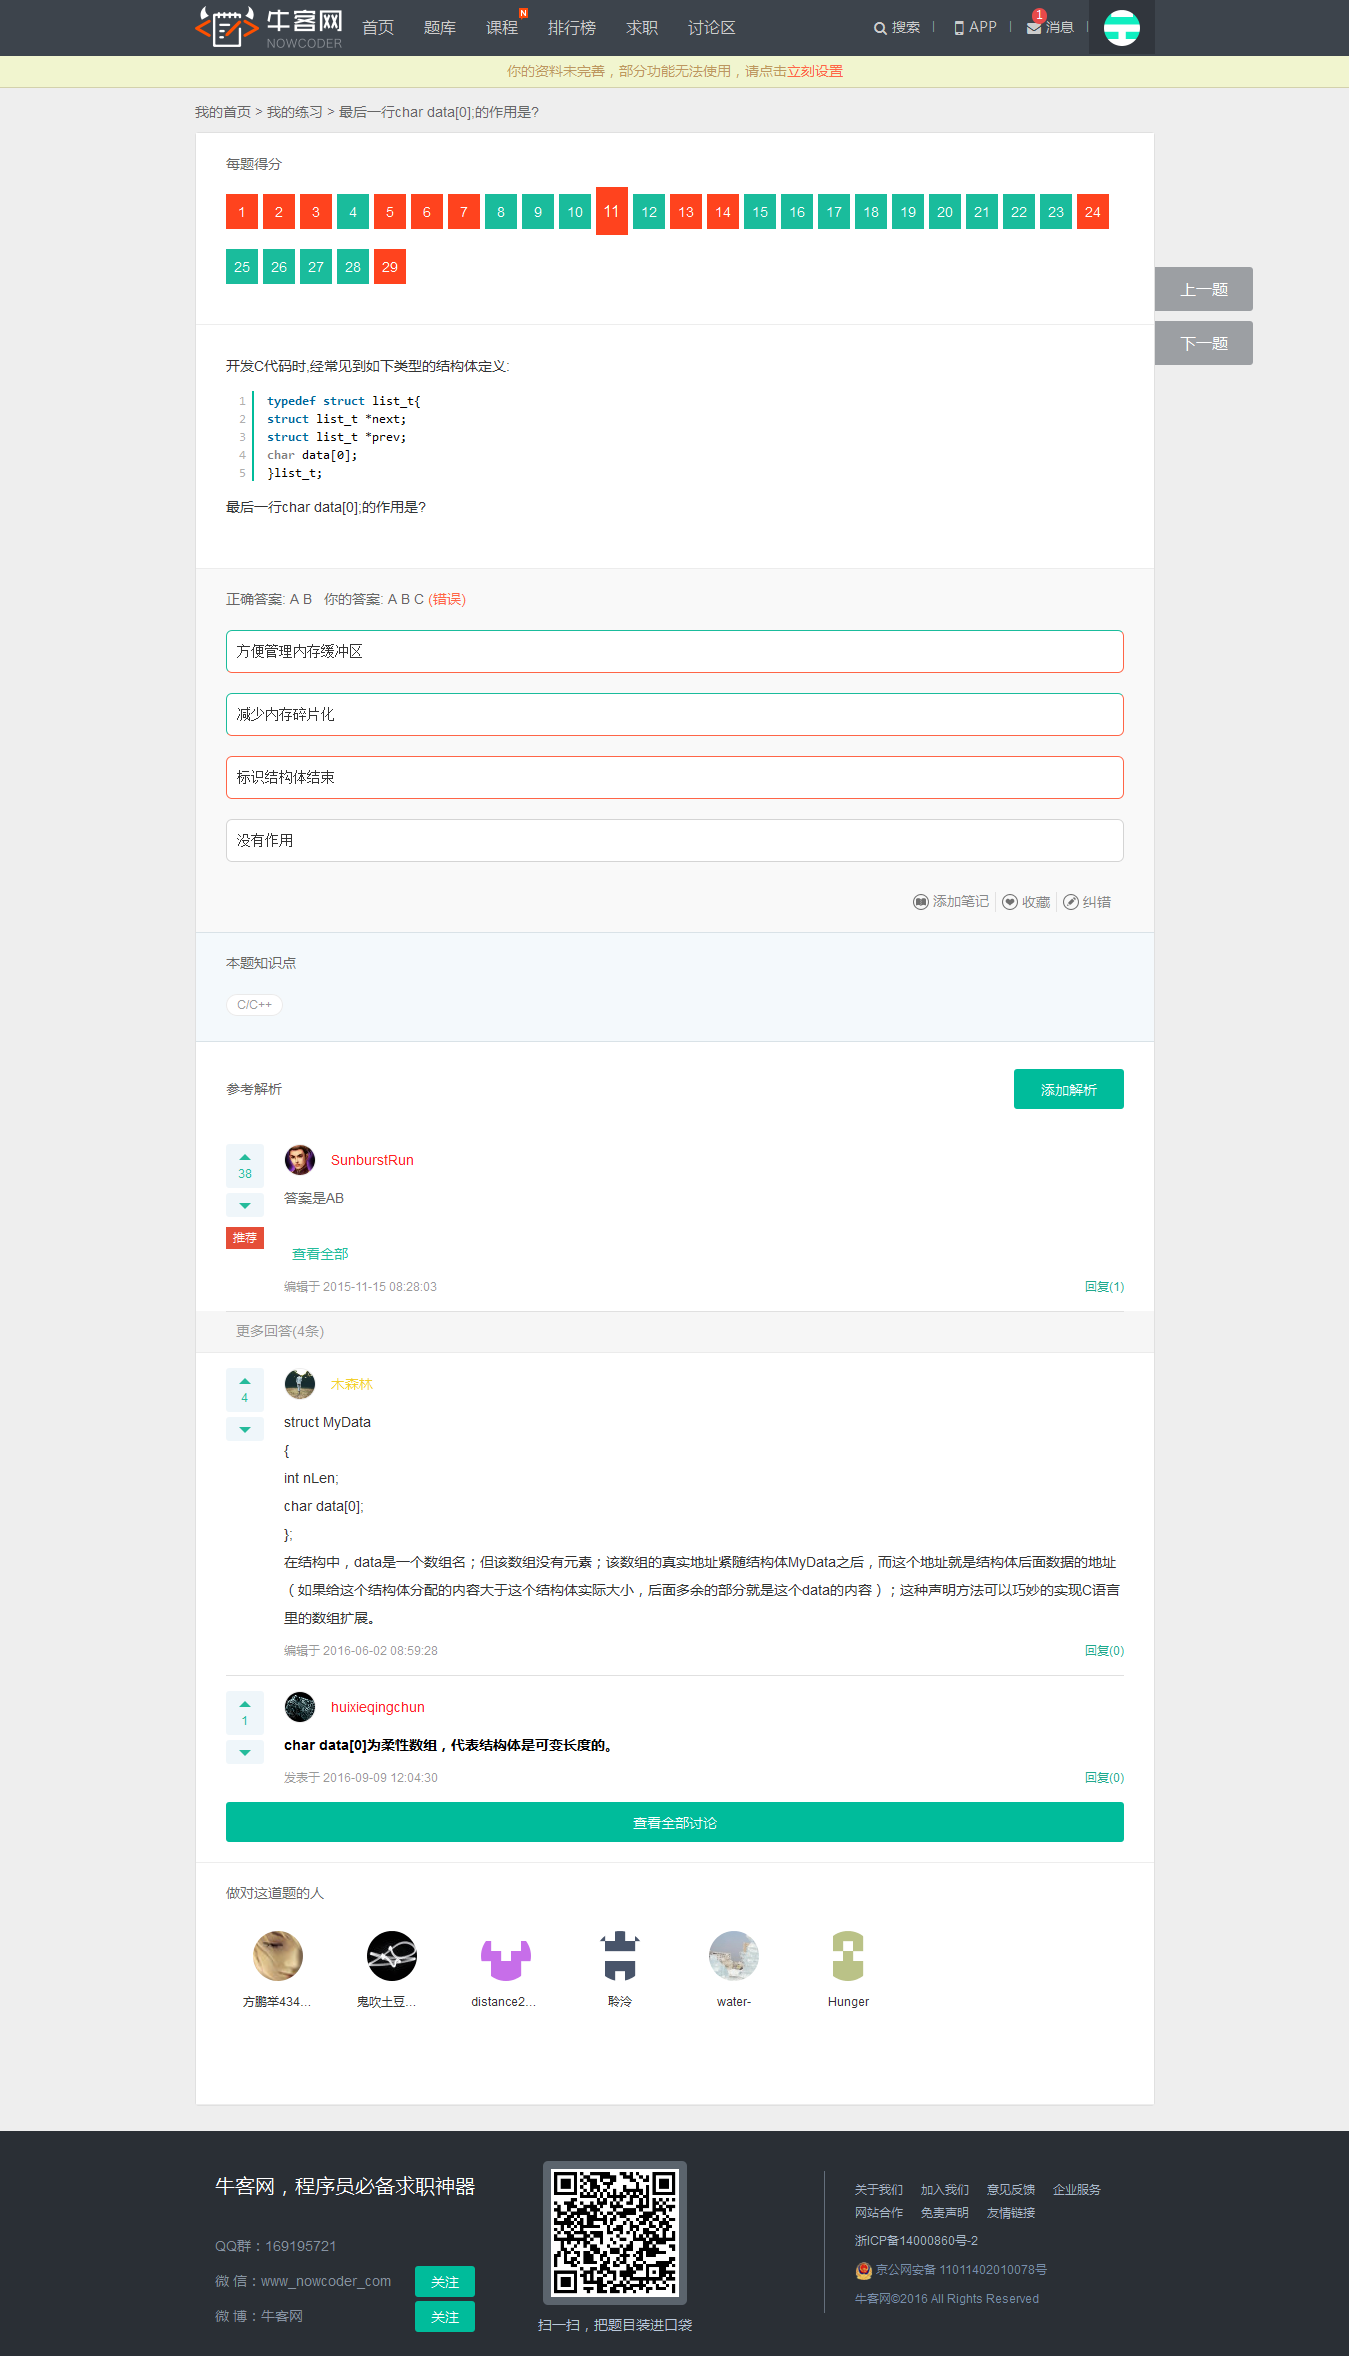 牛客网
NOWCODER
首页 题库 课程 N 排行榜 求职 讨论区 搜索 APP 1 消息
你的资料未完善，部分功能无法使用，请点击立刻设置
我的首页 > 我的练习 > 最后一行char data[0];的作用是?
每题得分
1 2 3 4 5 6 7 8 9 10 11 12 13 14 15 16 17 18 19 20 21 22 23 24
25 26 27 28 29
上一题
下一题
开发C代码时,经常见到如下类型的结构体定义:
1 typedef struct list_t{
2 struct list_t *next;
3 struct list_t *prev;
4 char data[0];
5 }list_t;
最后一行char data[0];的作用是?
正确答案: A B 你的答案: A B C (错误)
方便管理内存缓冲区
减少内存碎片化
标识结构体结束
没有作用
添加笔记 收藏 纠错
本题知识点
C/C++
参考解析
添加解析
38
SunburstRun
答案是AB
推荐
查看全部
编辑于 2015-11-15 08:28:03 回复(1)
更多回答(4条)
4
木森林
struct MyData
{
int nLen;
char data[0];
};
在结构中，data是一个数组名；但该数组没有元素；该数组的真实地址紧随结构体MyData之后，而这个地址就是结构体后面数据的地址
（如果给这个结构体分配的内容大于这个结构体实际大小，后面多余的部分就是这个data的内容）；这种声明方法可以巧妙的实现C语言
里的数组扩展。
编辑于 2016-06-02 08:59:28 回复(0)
1
huixieqingchun
char data[0]为柔性数组，代表结构体是可变长度的。
发表于 2016-09-09 12:04:30 回复(0)
查看全部讨论
做对这道题的人
方鹏举434... 鬼吹土豆... distance2... 聆泠 water- Hunger
牛客网，程序员必备求职神器
QQ群：169195721
微 信：www_nowcoder_com 关注
微 博：牛客网 关注
扫一扫，把题目装进口袋
关于我们 加入我们 意见反馈 企业服务
网站合作 免责声明 友情链接
浙ICP备14000860号-2
京公网安备 11011402010078号
牛客网©2016 All Rights Reserved